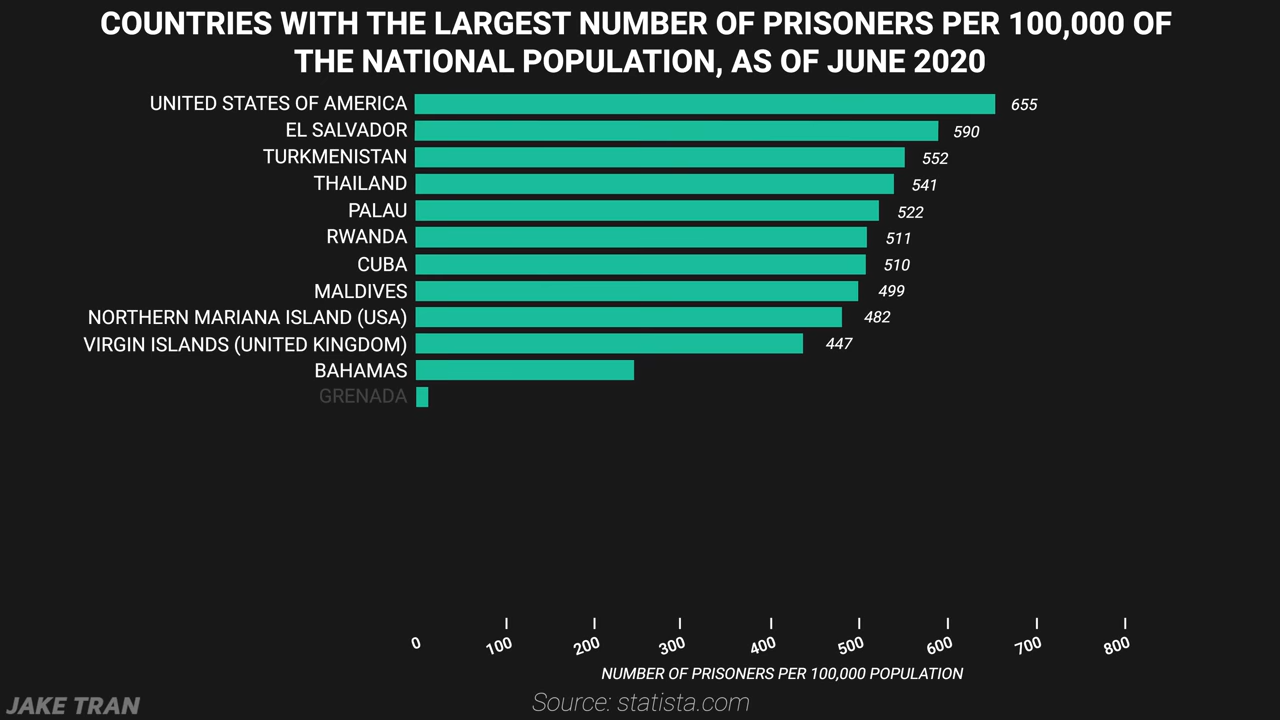 COUNTRIES WITH THE LARGEST NUMBER OF PRISONERS PER 100,000 OF
THE NATIONAL POPULATION, AS OF JUNE 2020
UNITED STATES OF AMERICA 655
EL SALVADOR 590
TURKMENISTAN 552
THAILAND 541
PALAU 522
RWANDA 511
CUBA 510
MALDIVES 499
NORTHERN MARIANA ISLAND (USA) 482
VIRGIN ISLANDS (UNITED KINGDOM) 447
BAHAMAS
GRENADA
0 100 200 300 400 500 600 700 800
NUMBER OF PRISONERS PER 100,000 POPULATION
Source: statista.com
JAKE TRAN